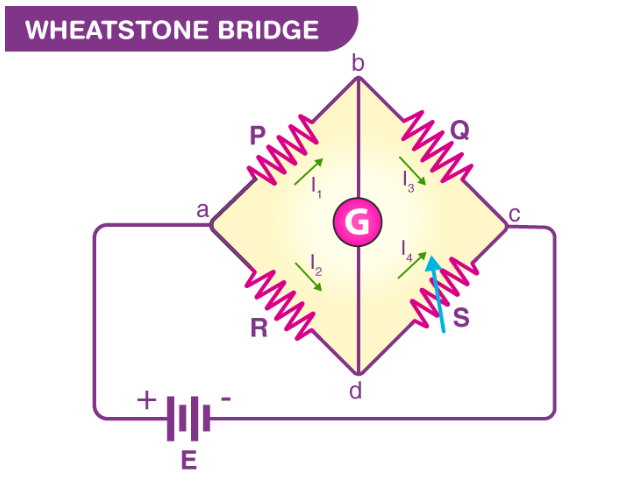 WHEATSTONE BRIDGE
b
P
Q
I₁
I₃
a
G
c
I₂
I₄
R
S
d
+ -
E